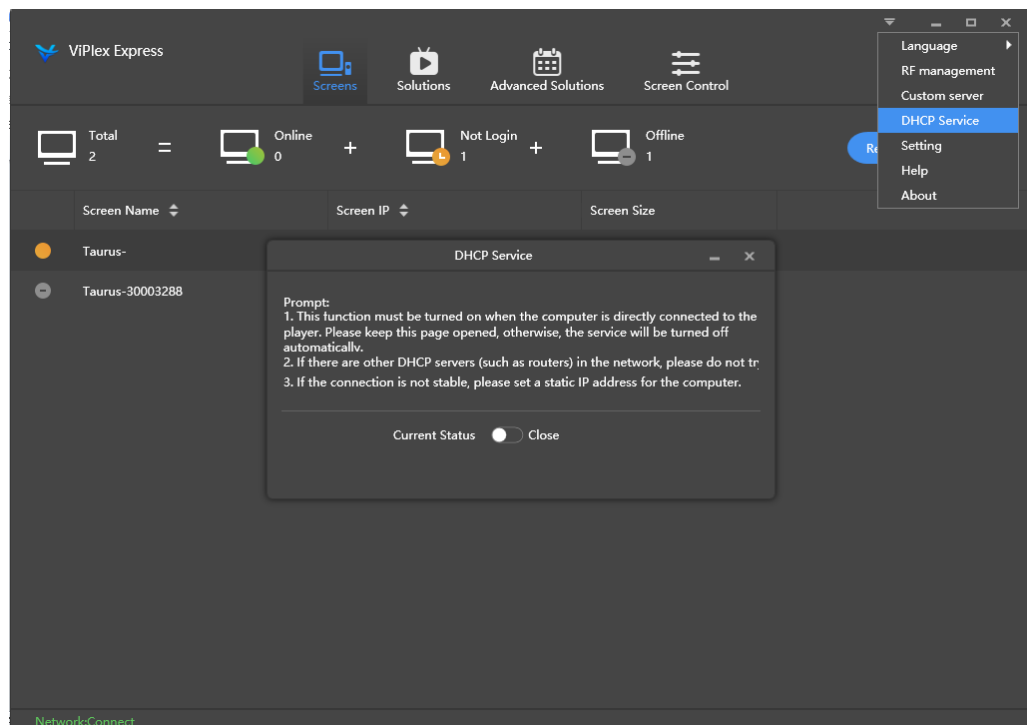 ViPlex Express
Screens
Solutions
Advanced Solutions
Screen Control
Language
RF management
Custom server
DHCP Service
Setting
Help
About
Total
2
=
Online
0
+
Not Login
1
+
Offline
1
Screen Name
Screen IP
Screen Size
Taurus-
Taurus-30003288
DHCP Service
Prompt:
1. This function must be turned on when the computer is directly connected to the
player. Please keep this page opened, otherwise, the service will be turned off
automatically.
2. If there are other DHCP servers (such as routers) in the network, please do not
3. If the connection is not stable, please set a static IP address for the computer.
Current Status
Close
Network:Connect